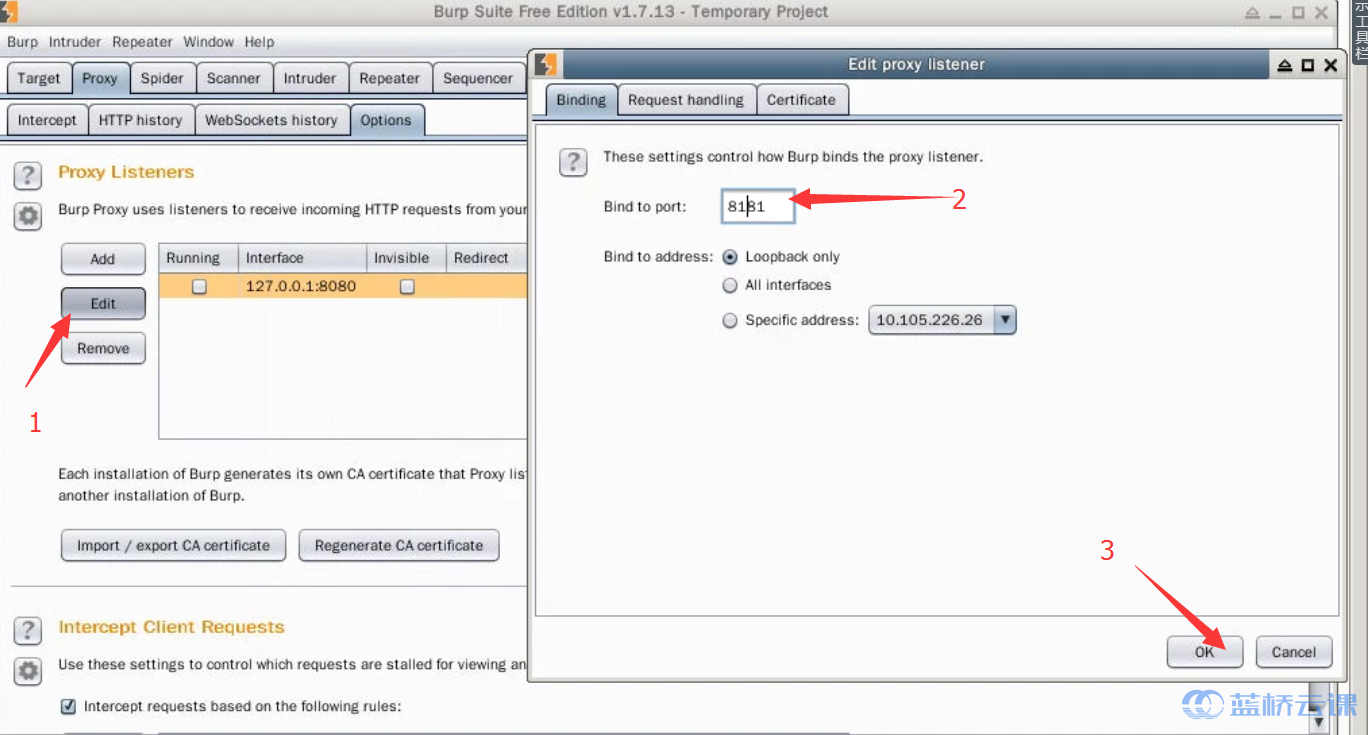 Burp Suite Free Edition v1.7.13 - Temporary Project
Burp Intruder Repeater Window Help
Target Proxy Spider Scanner Intruder Repeater Sequencer
Intercept HTTP history WebSockets history Options
Proxy Listeners
Burp Proxy uses listeners to receive incoming HTTP requests from your
Add
Edit
Remove
Running Interface Invisible Redirect
127.0.0.1:8080
1
Each installation of Burp generates its own CA certificate that Proxy lis
another installation of Burp.
Import / export CA certificate Regenerate CA certificate
Intercept Client Requests
Use these settings to control which requests are stalled for viewing an
Intercept requests based on the following rules:
Edit proxy listener
Binding Request handling Certificate
These settings control how Burp binds the proxy listener.
Bind to port: 8181
2
Bind to address: Loopback only
All interfaces
Specific address: 10.105.226.26
3
OK Cancel
示
工
具
栏
蓝桥云课